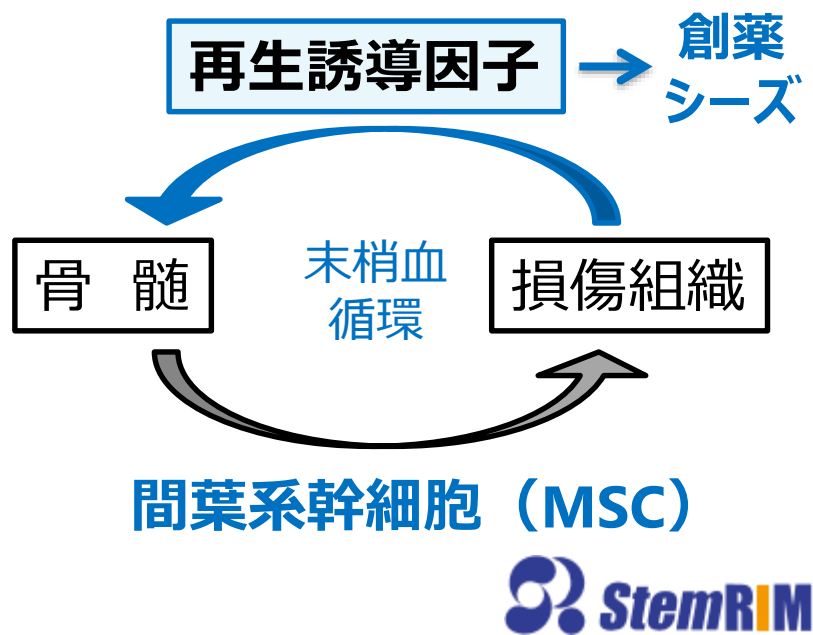 再生誘導因子
創薬
シーズ
骨 髄
末梢血
循環
損傷組織
間葉系幹細胞（MSC）
StemRIM